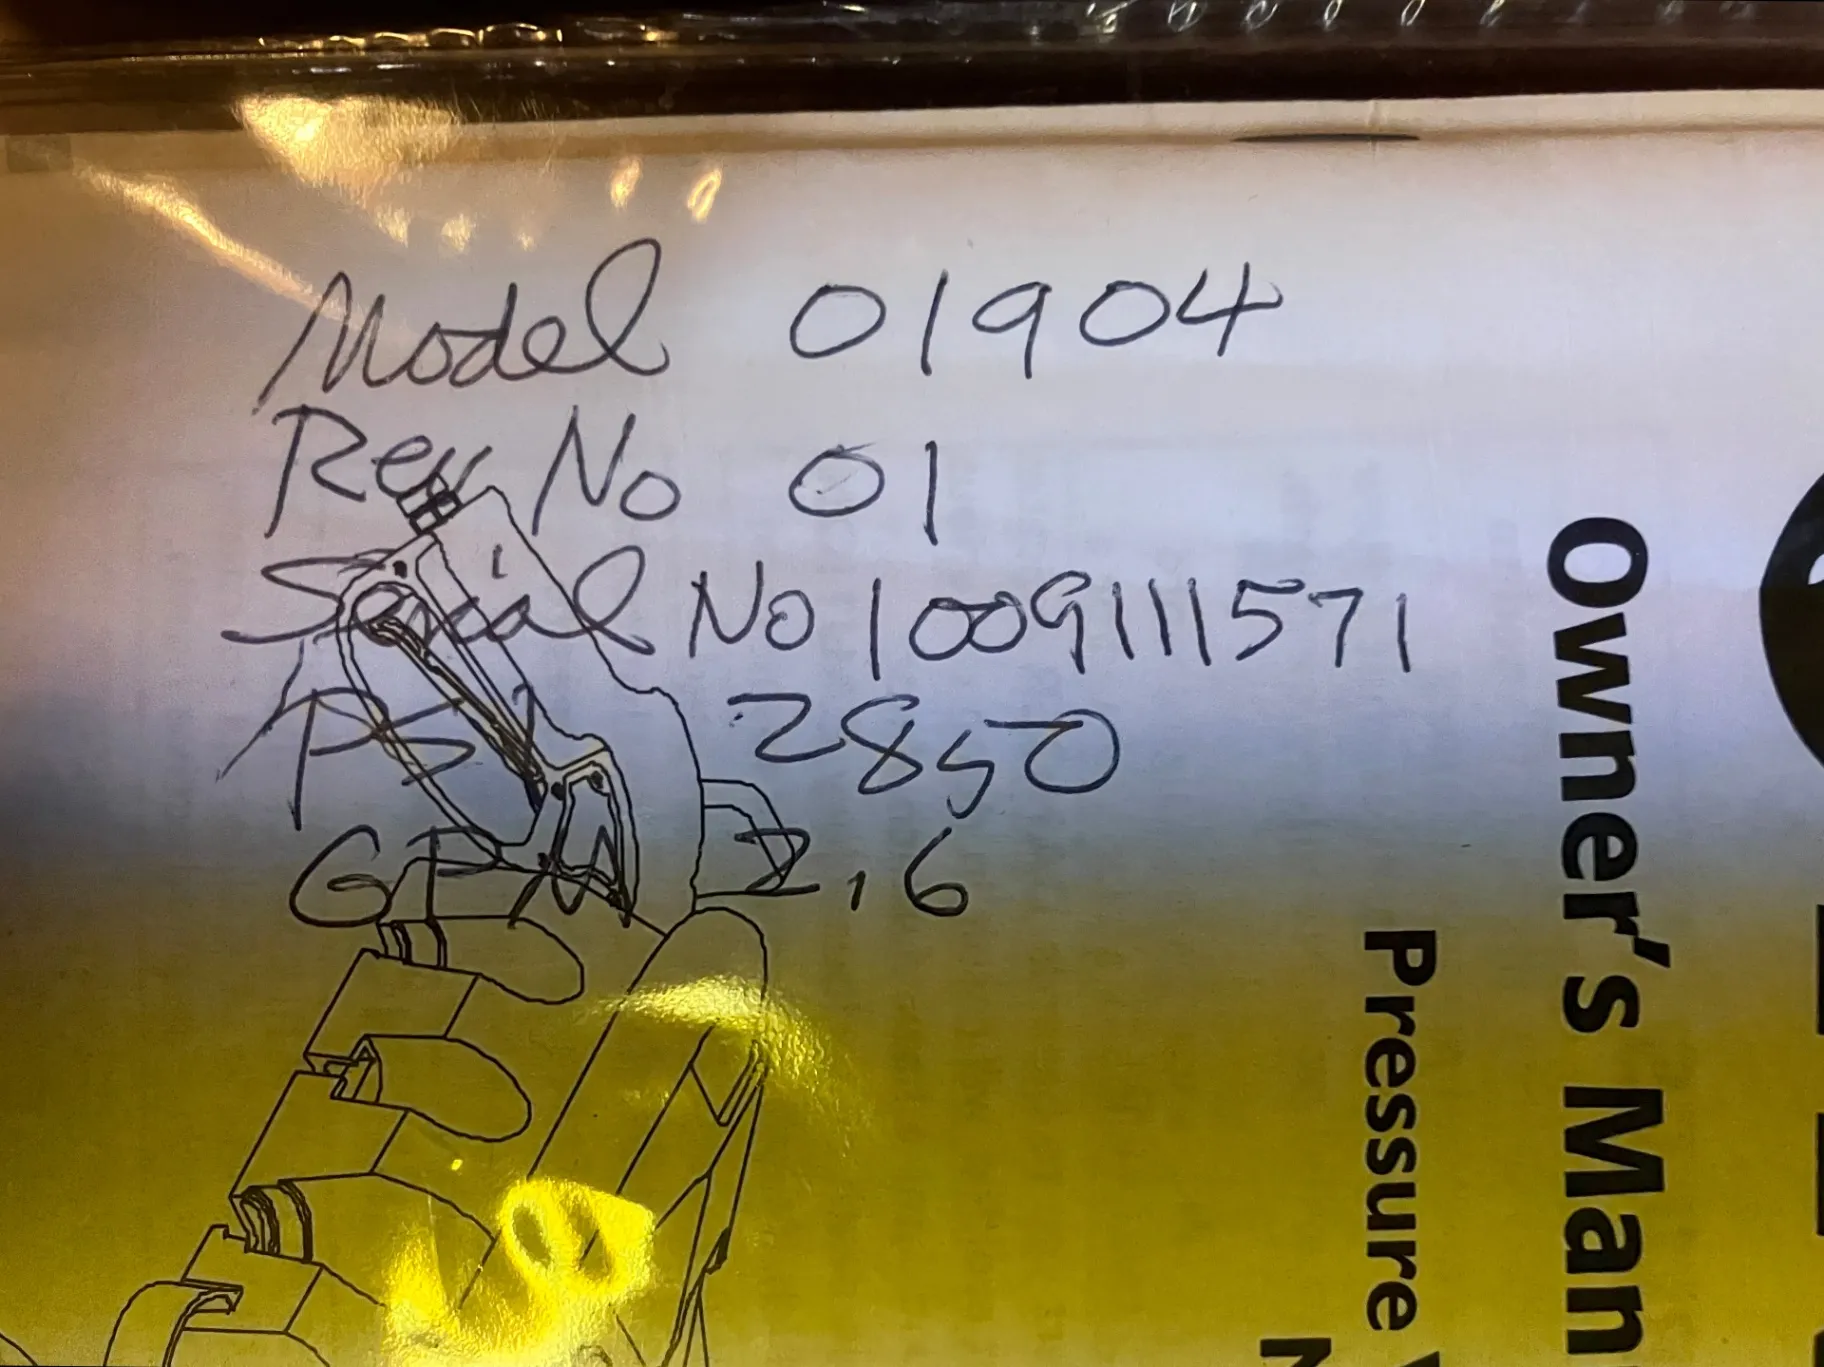 Model 01904
Rev No 01
Serial No 1009111571
PSI 2850
GPM 2.6
Owner's Man
Pressure